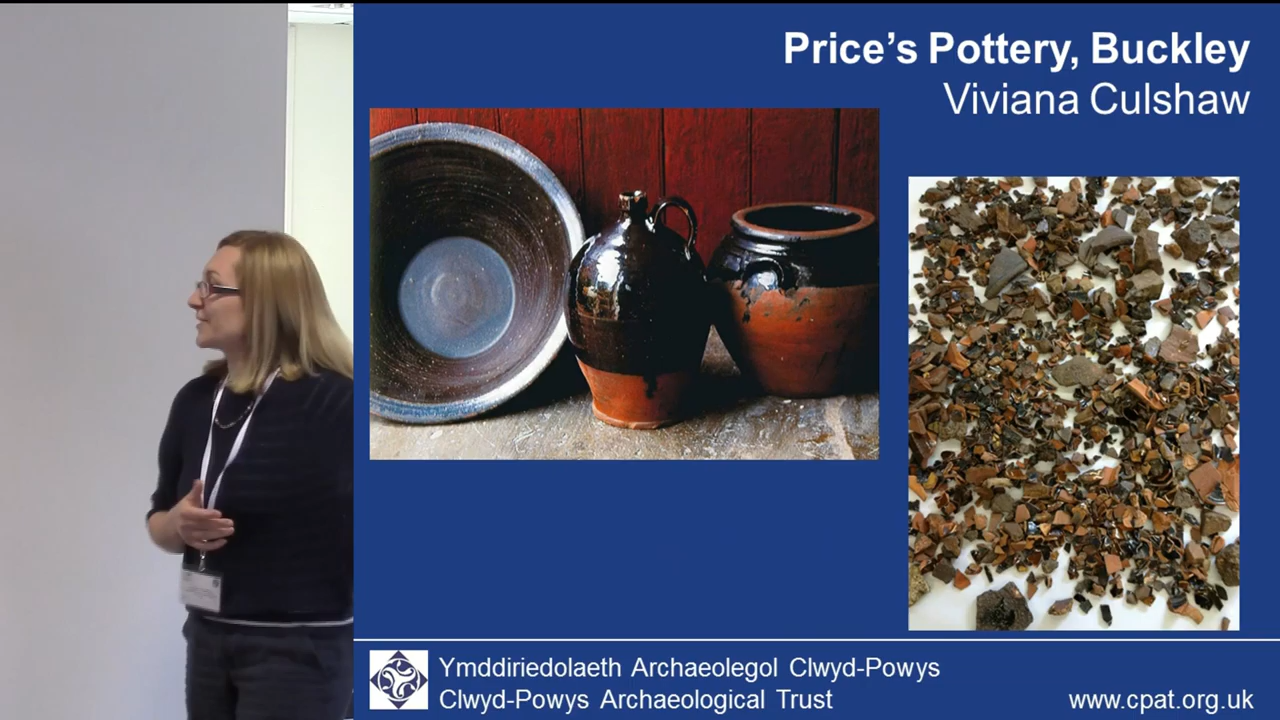 Price's Pottery, Buckley
Viviana Culshaw
Ymddiriedolaeth Archaeolegol Clwyd-Powys
Clwyd-Powys Archaeological Trust
www.cpat.org.uk